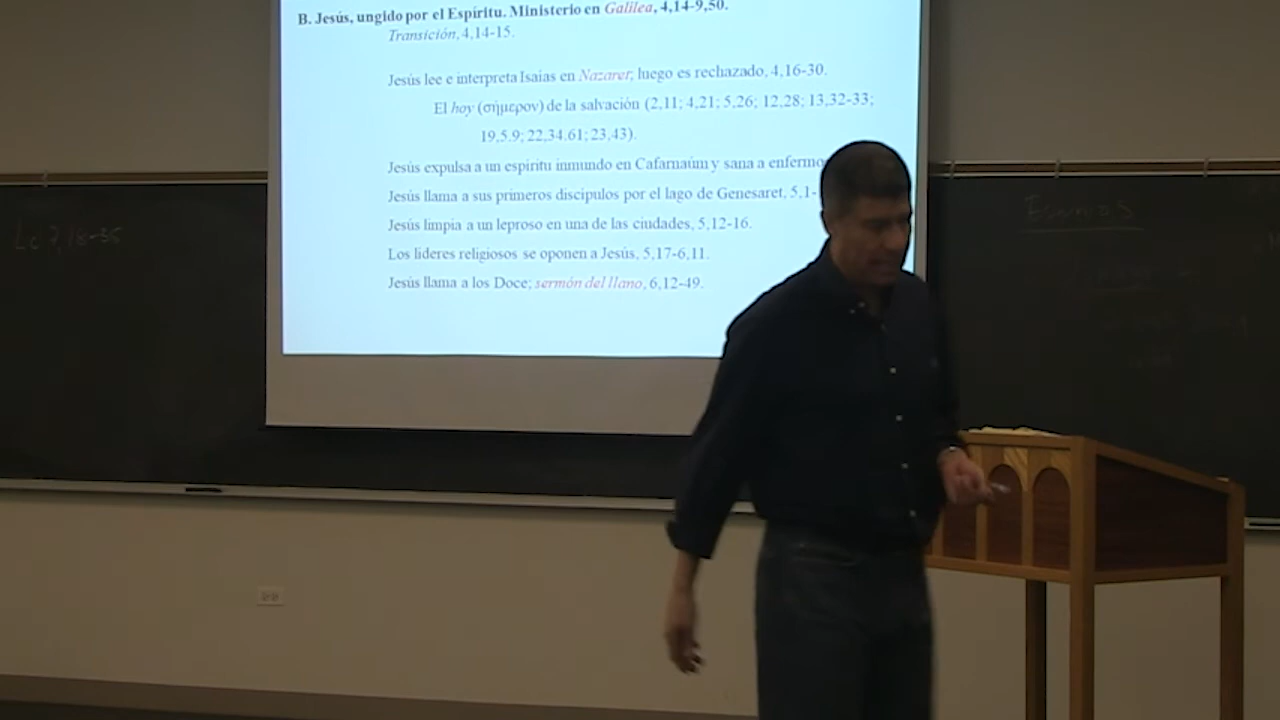 B. Jesús, ungido por el Espíritu. Ministerio en Galilea, 4,14-9,50.
Transición, 4,14-15.
Jesús lee e interpreta Isaías en Nazaret; luego es rechazado, 4,16-30.
El hoy (σήμερον) de la salvación (2,11; 4,21; 5,26; 12,28; 13,32-33;
19,5.9; 22,34.61; 23,43).
Jesús expulsa a un espíritu inmundo en Cafarnaúm y sana a enfermo
Jesús llama a sus primeros discípulos por el lago de Genesaret, 5,1-
Jesús limpia a un leproso en una de las ciudades, 5,12-16.
Los líderes religiosos se oponen a Jesús, 5,17-6,11.
Jesús llama a los Doce; sermón del llano, 6,12-49.
Lc 7,18-35